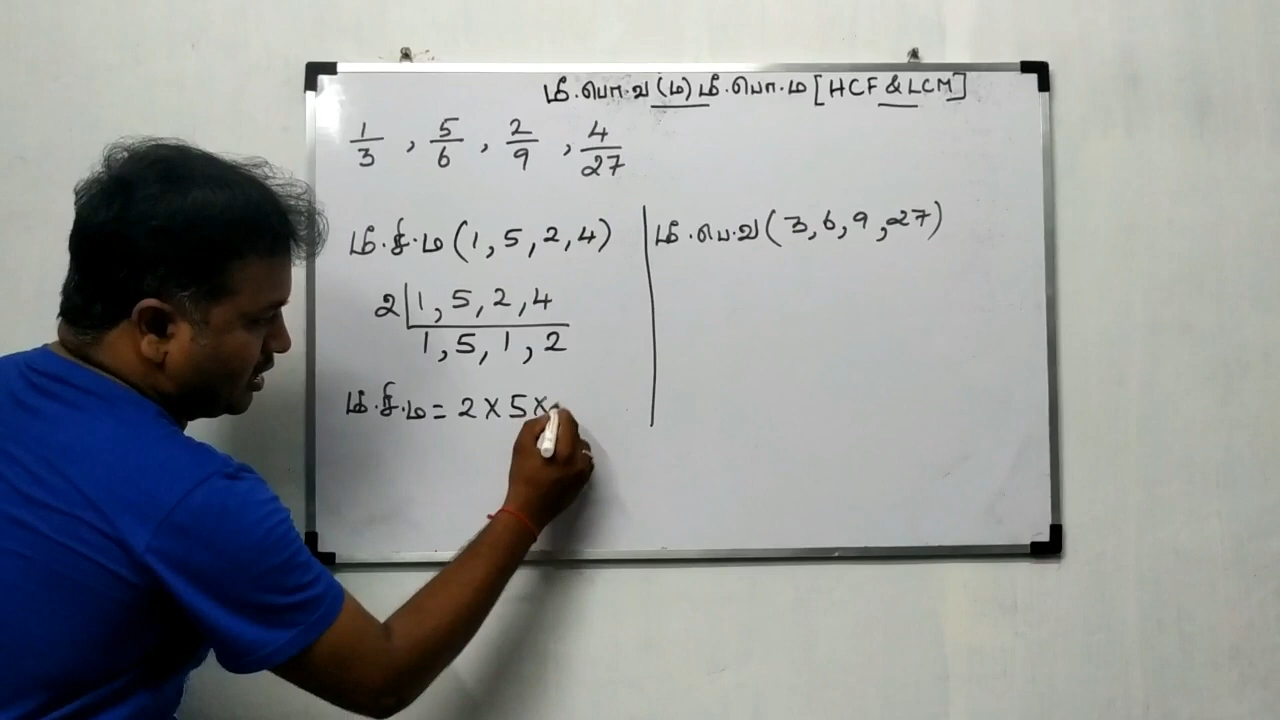 மீ.பொ.வ (ம) மீ.பொ.ம [HCF & LCM]
1/3 , 5/6 , 2/9 , 4/27
மீ.சி.ம (1, 5, 2, 4)
2 | 1, 5, 2, 4
1, 5, 1, 2
மீ.சி.ம = 2 × 5 ×
மீ.பெ.வ (3, 6, 9, 27)